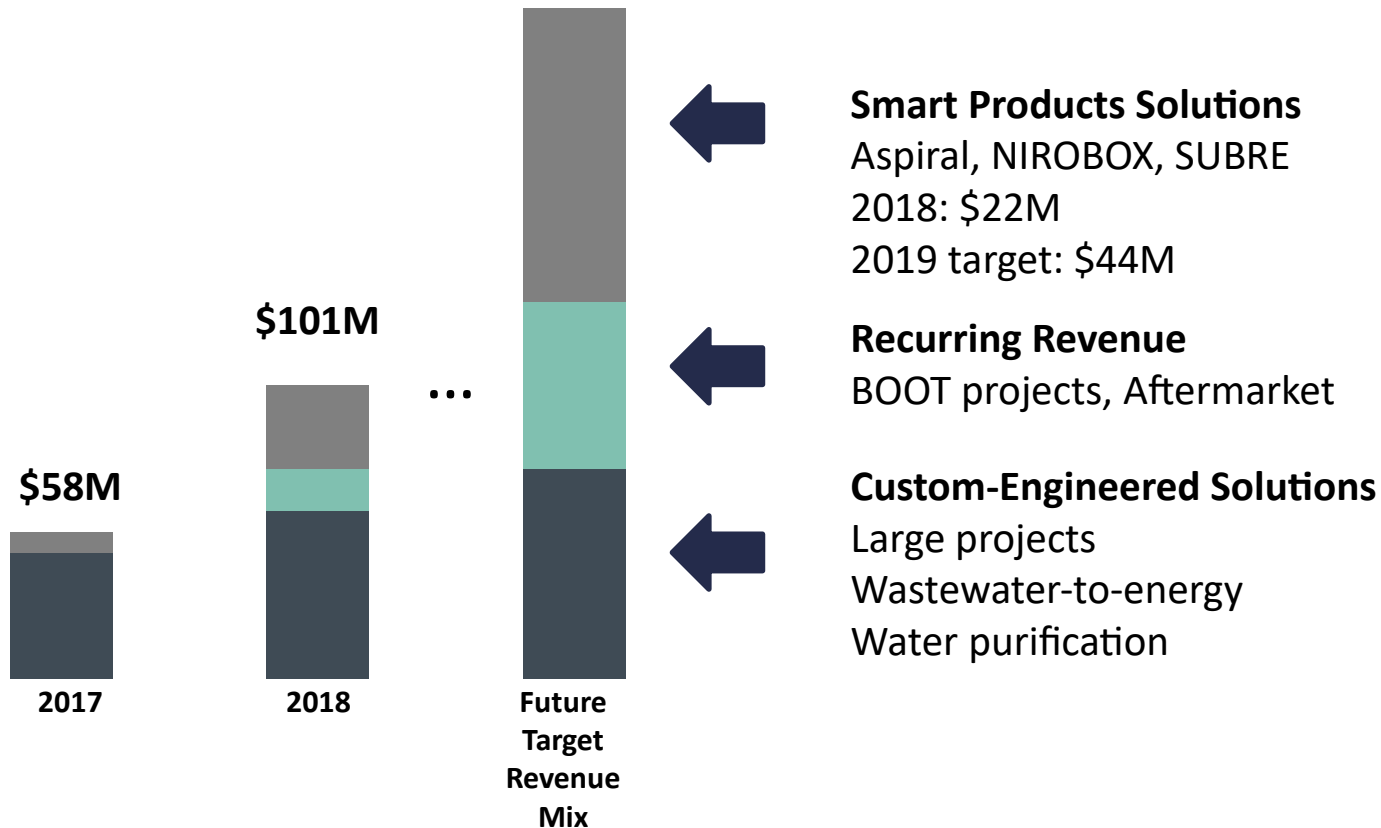 $58M
2017
$101M
2018
...
Future
Target
Revenue
Mix
Smart Products Solutions
Aspiral, NIROBOX, SUBRE
2018: $22M
2019 target: $44M
Recurring Revenue
BOOT projects, Aftermarket
Custom-Engineered Solutions
Large projects
Wastewater-to-energy
Water purification